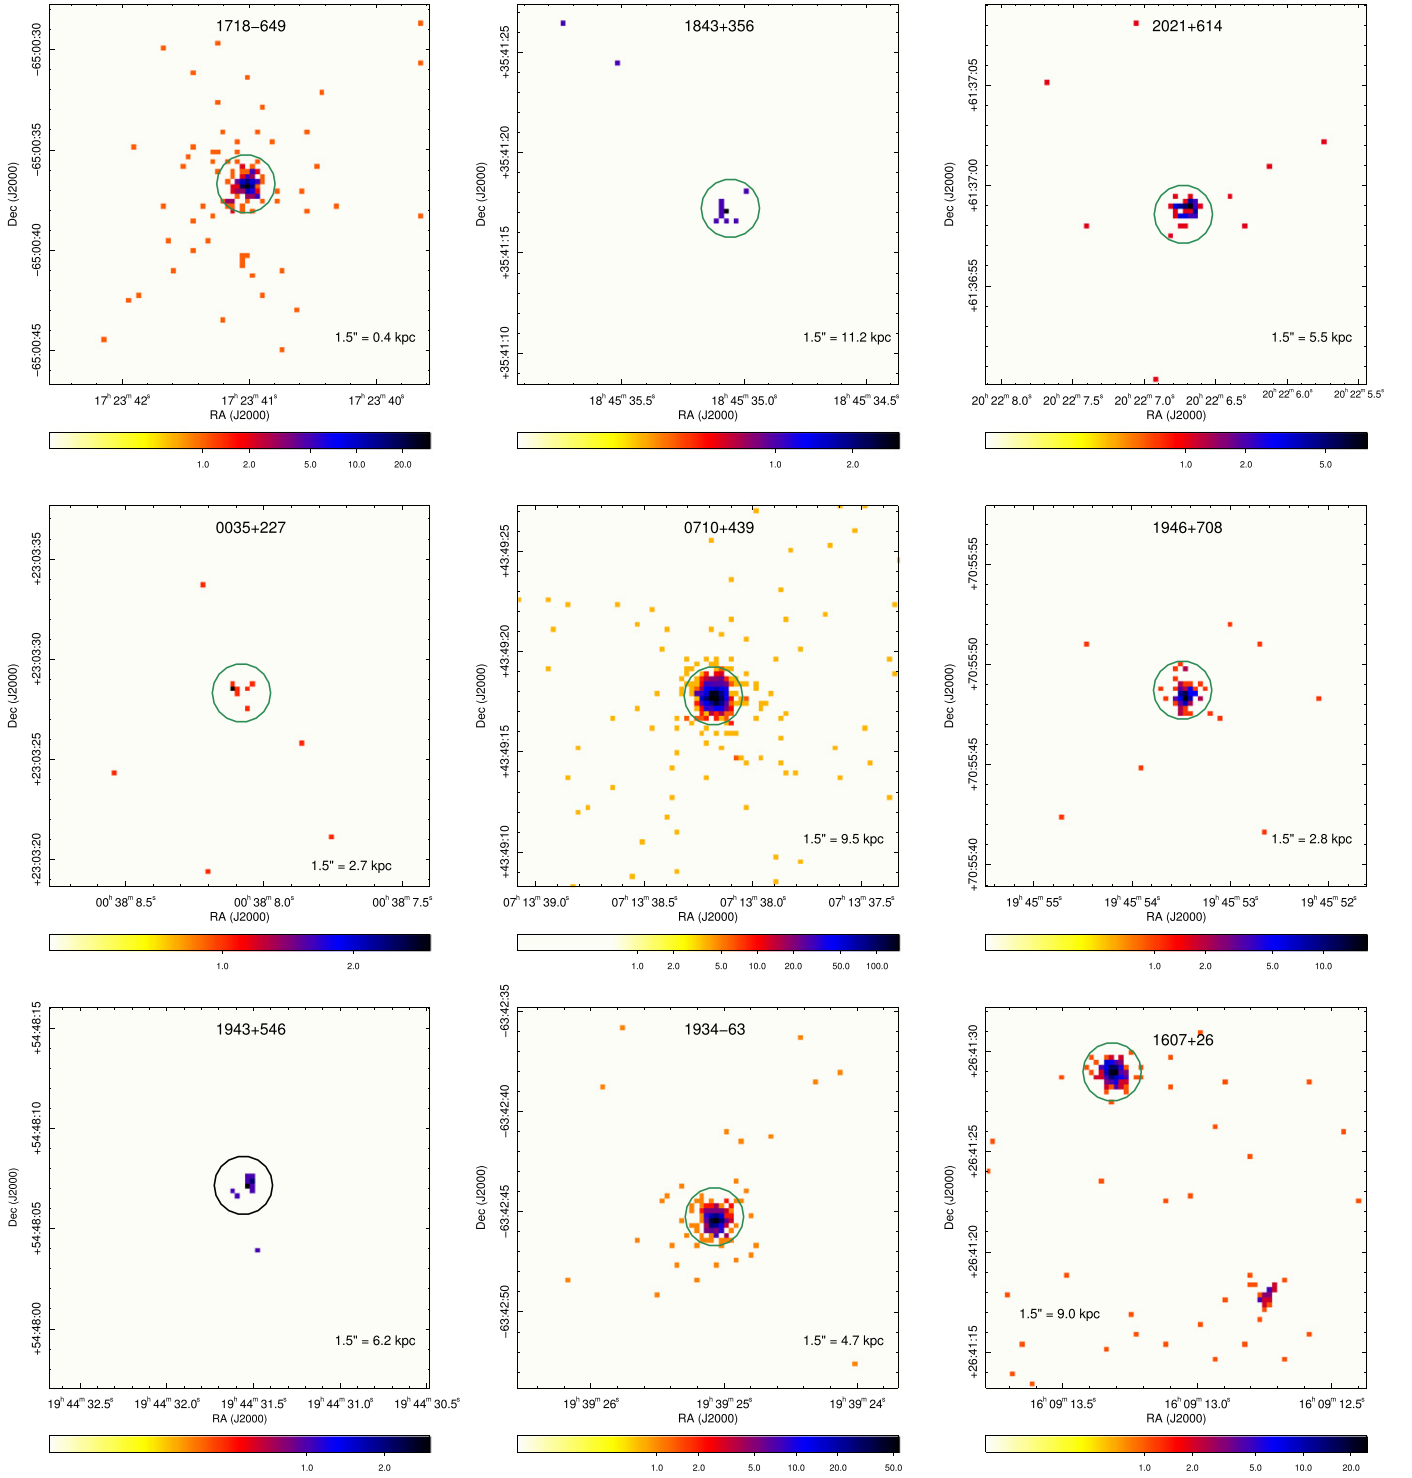 1718−649
−65:00:30
−65:00:35
−65:00:40
−65:00:45
Dec (J2000)
1.5" = 0.4 kpc
17ʰ 23ᵐ 42ˢ 17ʰ 23ᵐ 41ˢ 17ʰ 23ᵐ 40ˢ
RA (J2000)
1.0 2.0 5.0 10.0 20.0
1843+356
+35:41:25
+35:41:20
+35:41:15
+35:41:10
Dec (J2000)
1.5" = 11.2 kpc
18ʰ 45ᵐ 35.5ˢ 18ʰ 45ᵐ 35.0ˢ 18ʰ 45ᵐ 34.5ˢ
RA (J2000)
1.0 2.0
2021+614
+61:37:05
+61:37:00
+61:36:55
Dec (J2000)
1.5" = 5.5 kpc
20ʰ 22ᵐ 8.0ˢ 20ʰ 22ᵐ 7.5ˢ 20ʰ 22ᵐ 7.0ˢ 20ʰ 22ᵐ 6.5ˢ 20ʰ 22ᵐ 6.0ˢ 20ʰ 22ᵐ 5.5ˢ
RA (J2000)
1.0 2.0 5.0
0035+227
+23:03:35
+23:03:30
+23:03:25
+23:03:20
Dec (J2000)
1.5" = 2.7 kpc
00ʰ 38ᵐ 8.5ˢ 00ʰ 38ᵐ 8.0ˢ 00ʰ 38ᵐ 7.5ˢ
RA (J2000)
1.0 2.0
0710+439
+43:49:25
+43:49:20
+43:49:15
+43:49:10
Dec (J2000)
1.5" = 9.5 kpc
07ʰ 13ᵐ 39.0ˢ 07ʰ 13ᵐ 38.5ˢ 07ʰ 13ᵐ 38.0ˢ 07ʰ 13ᵐ 37.5ˢ
RA (J2000)
1.0 2.0 5.0 10.0 20.0 50.0 100.0
1946+708
+70:55:55
+70:55:50
+70:55:45
+70:55:40
Dec (J2000)
1.5" = 2.8 kpc
19ʰ 45ᵐ 55ˢ 19ʰ 45ᵐ 54ˢ 19ʰ 45ᵐ 53ˢ 19ʰ 45ᵐ 52ˢ
RA (J2000)
1.0 2.0 5.0 10.0
1943+546
+54:48:15
+54:48:10
+54:48:05
+54:48:00
Dec (J2000)
1.5" = 6.2 kpc
19ʰ 44ᵐ 32.5ˢ 19ʰ 44ᵐ 32.0ˢ 19ʰ 44ᵐ 31.5ˢ 19ʰ 44ᵐ 31.0ˢ 19ʰ 44ᵐ 30.5ˢ
RA (J2000)
1.0 2.0
1934−63
−63:42:35
−63:42:40
−63:42:45
−63:42:50
Dec (J2000)
1.5" = 4.7 kpc
19ʰ 39ᵐ 26ˢ 19ʰ 39ᵐ 25ˢ 19ʰ 39ᵐ 24ˢ
RA (J2000)
1.0 2.0 5.0 10.0 20.0 50.0
1607+26
+26:41:30
+26:41:25
+26:41:20
+26:41:15
Dec (J2000)
1.5" = 9.0 kpc
16ʰ 09ᵐ 13.5ˢ 16ʰ 09ᵐ 13.0ˢ 16ʰ 09ᵐ 12.5ˢ
RA (J2000)
1.0 2.0 5.0 10.0 20.0